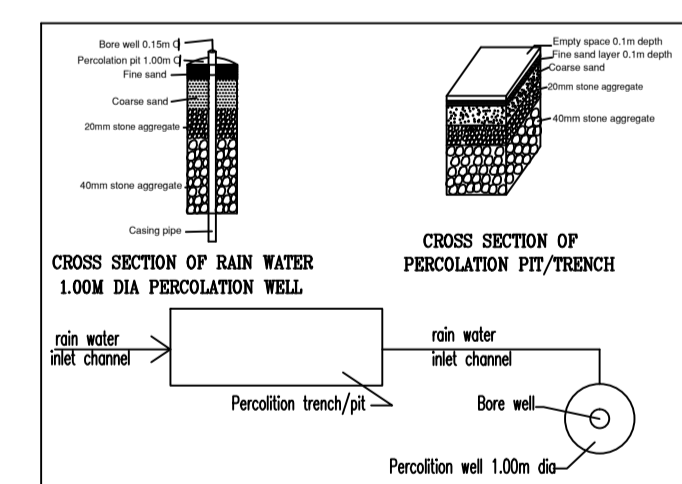 Bore well 0.15m
Percolation pit 1.00m
Fine sand
Coarse sand
20mm stone aggregate
40mm stone aggregate
Casing pipe
CROSS SECTION OF RAIN WATER
1.00M DIA PERCOLATION WELL
Empty space 0.1m depth
Fine sand layer 0.1m depth
Coarse sand
20mm stone aggregate
40mm stone aggregate
CROSS SECTION OF
PERCOLATION PIT/TRENCH
rain water
inlet channel
Percolition trench/pit
rain water
inlet channel
Bore well
Percolition well 1.00m dia